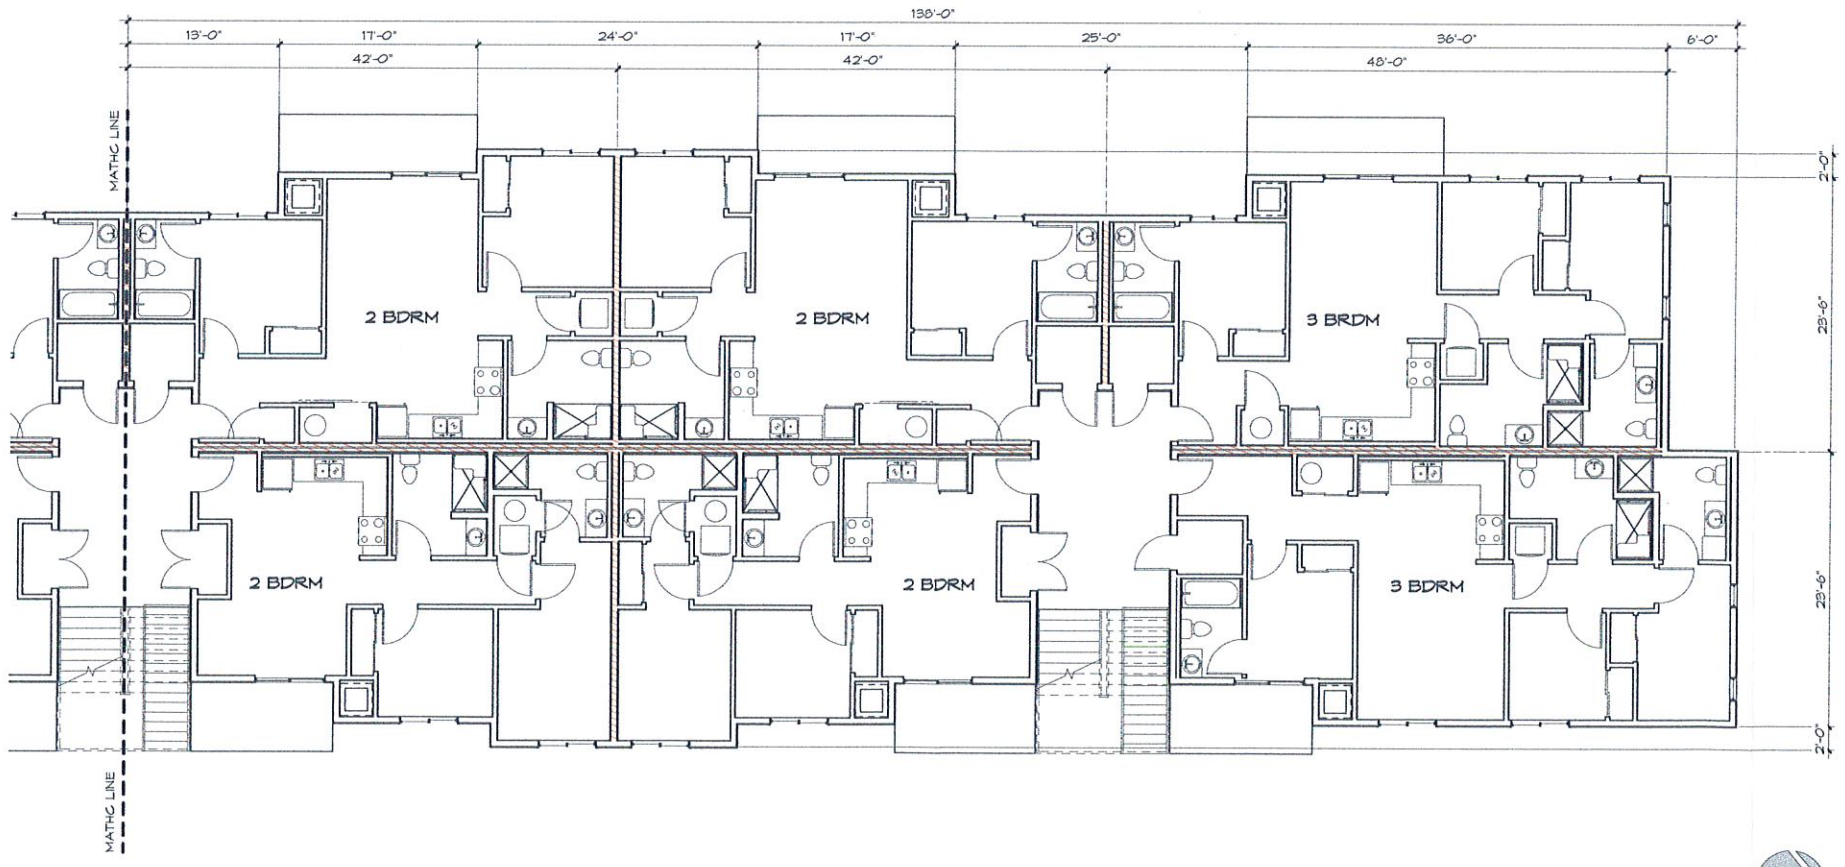 138'-0"
13'-0" 17'-0" 24'-0" 17'-0" 25'-0" 36'-0" 6'-0"
42'-0" 42'-0" 48'-0"
MATHC LINE
2'-0"
2 BDRM
2 BDRM
3 BRDM
23'-6"
2 BDRM
2 BDRM
3 BDRM
23'-6"
2'-0"
MATHC LINE